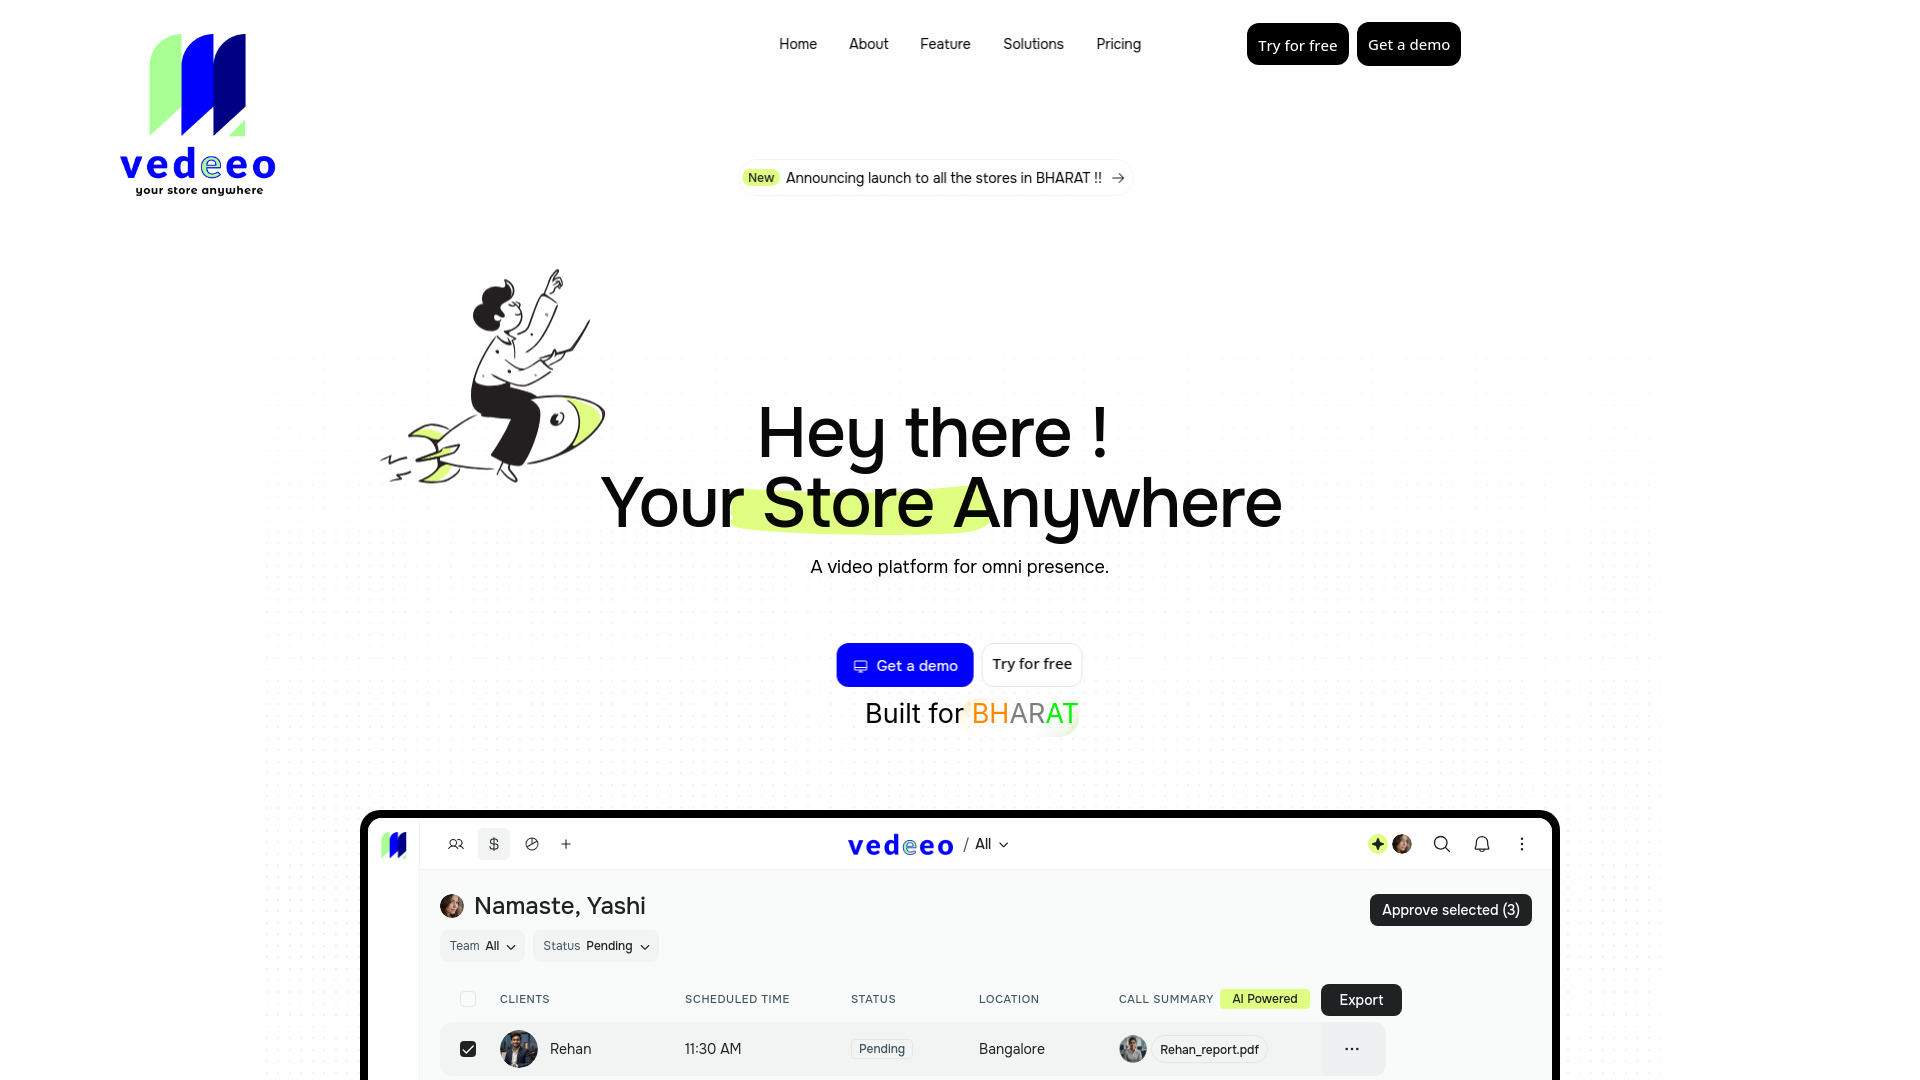 vedeeo
your store anywhere
Home About Feature Solutions Pricing
Try for free
Get a demo
New Announcing launch to all the stores in BHARAT !!
Hey there !
Your Store Anywhere
A video platform for omni presence.
Get a demo
Try for free
Built for BHARAT
$
vedeeo / All
Namaste, Yashi
Approve selected (3)
Team All
Status Pending
CLIENTS SCHEDULED TIME STATUS LOCATION CALL SUMMARY AI Powered Export
Rehan 11:30 AM Pending Bangalore Rehan_report.pdf